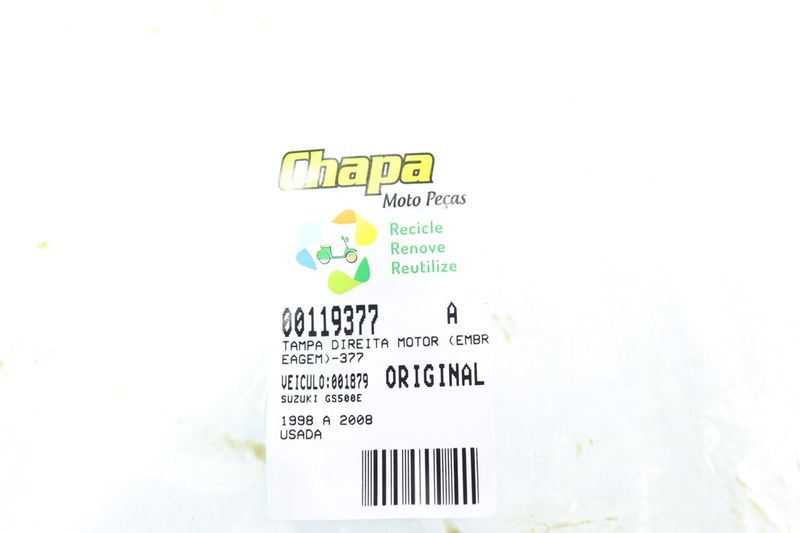 Chapa
Moto Peças
Recicle
Renove
Reutilize
00119377 A
TAMPA DIREITA MOTOR (EMBR
EAGEM)-377
VEICULO:001879 ORIGINAL
SUZUKI GS500E
1998 A 2008
USADA